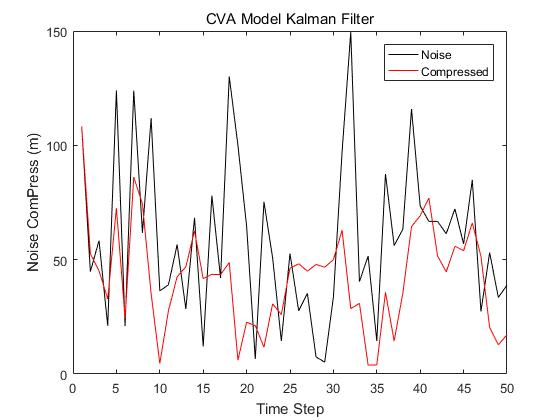 CVA Model Kalman Filter
150
Noise
Compressed
100
Noise ComPress (m)
50
0
0 5 10 15 20 25 30 35 40 45 50
Time Step